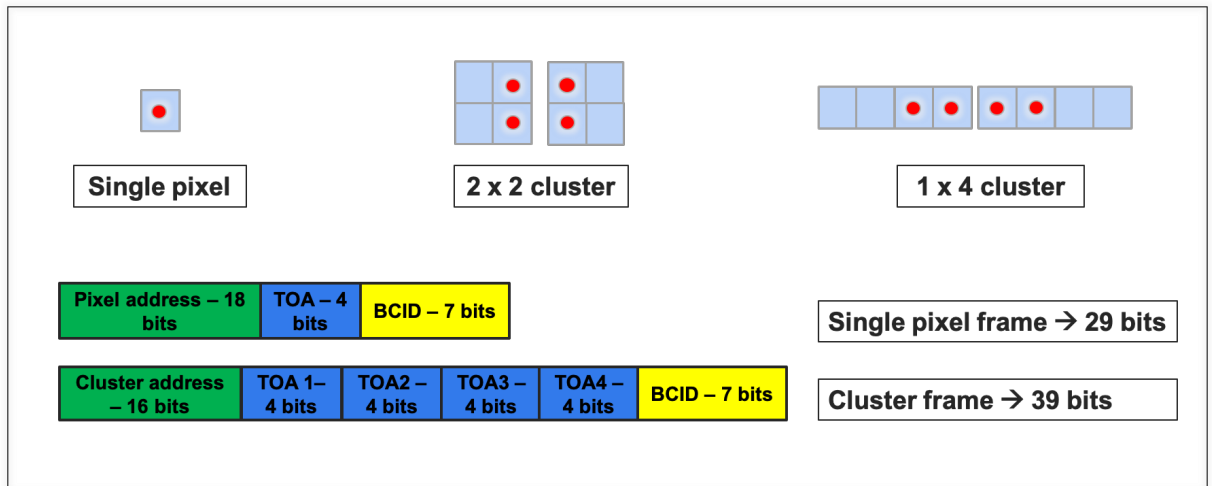 Single pixel
2 x 2 cluster
1 x 4 cluster
Pixel address – 18
bits
TOA – 4
bits
BCID – 7 bits
Single pixel frame → 29 bits
Cluster address
– 16 bits
TOA 1–
4 bits
TOA2 –
4 bits
TOA3 –
4 bits
TOA4 –
4 bits
BCID – 7 bits
Cluster frame → 39 bits